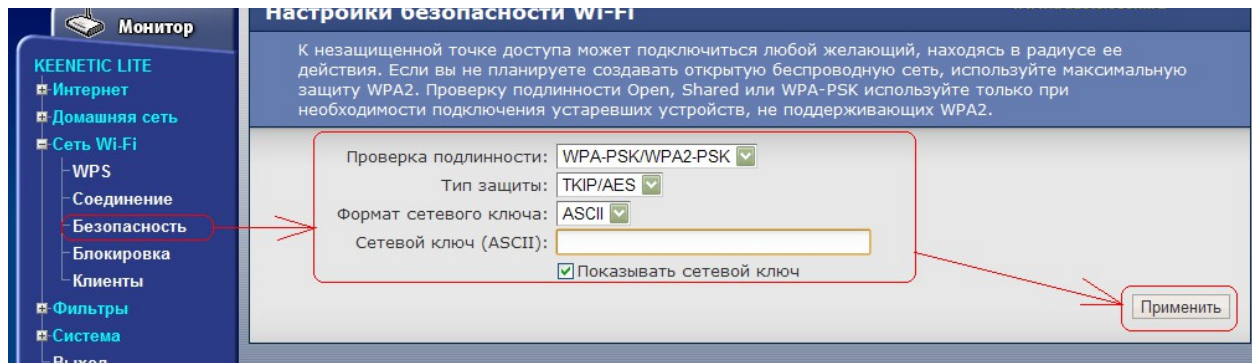 Монитор
KEENETIC LITE
Интернет
Домашняя сеть
Сеть Wi-Fi
WPS
Соединение
Безопасность
Блокировка
Клиенты
Фильтры
Система
Выход
Настройки безопасности Wi-Fi
К незащищенной точке доступа может подключиться любой желающий, находясь в радиусе ее
действия. Если вы не планируете создавать открытую беспроводную сеть, используйте максимальную
защиту WPA2. Проверку подлинности Open, Shared или WPA-PSK используйте только при
необходимости подключения устаревших устройств, не поддерживающих WPA2.
Проверка подлинности: WPA-PSK/WPA2-PSK
Тип защиты: TKIP/AES
Формат сетевого ключа: ASCII
Сетевой ключ (ASCII):
Показывать сетевой ключ
Применить